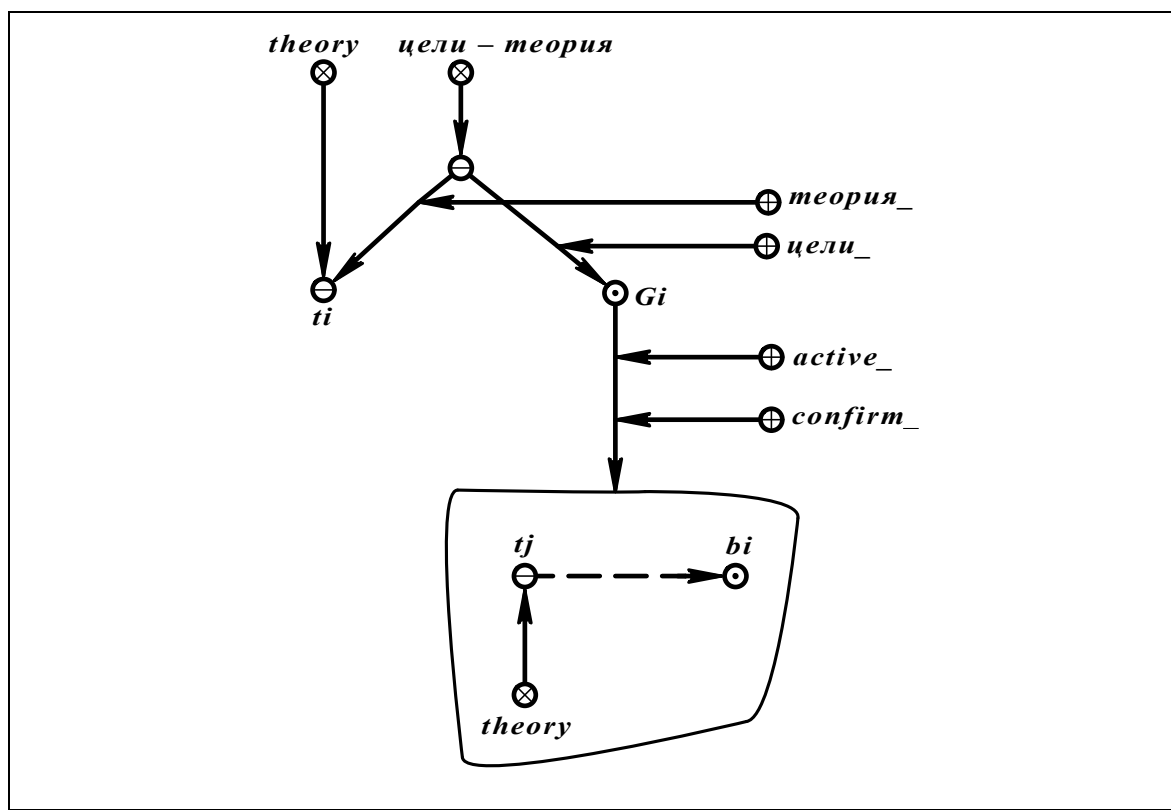 theory
цели – теория
теория_
цели_
ti
Gi
active_
confirm_
tj
bi
theory